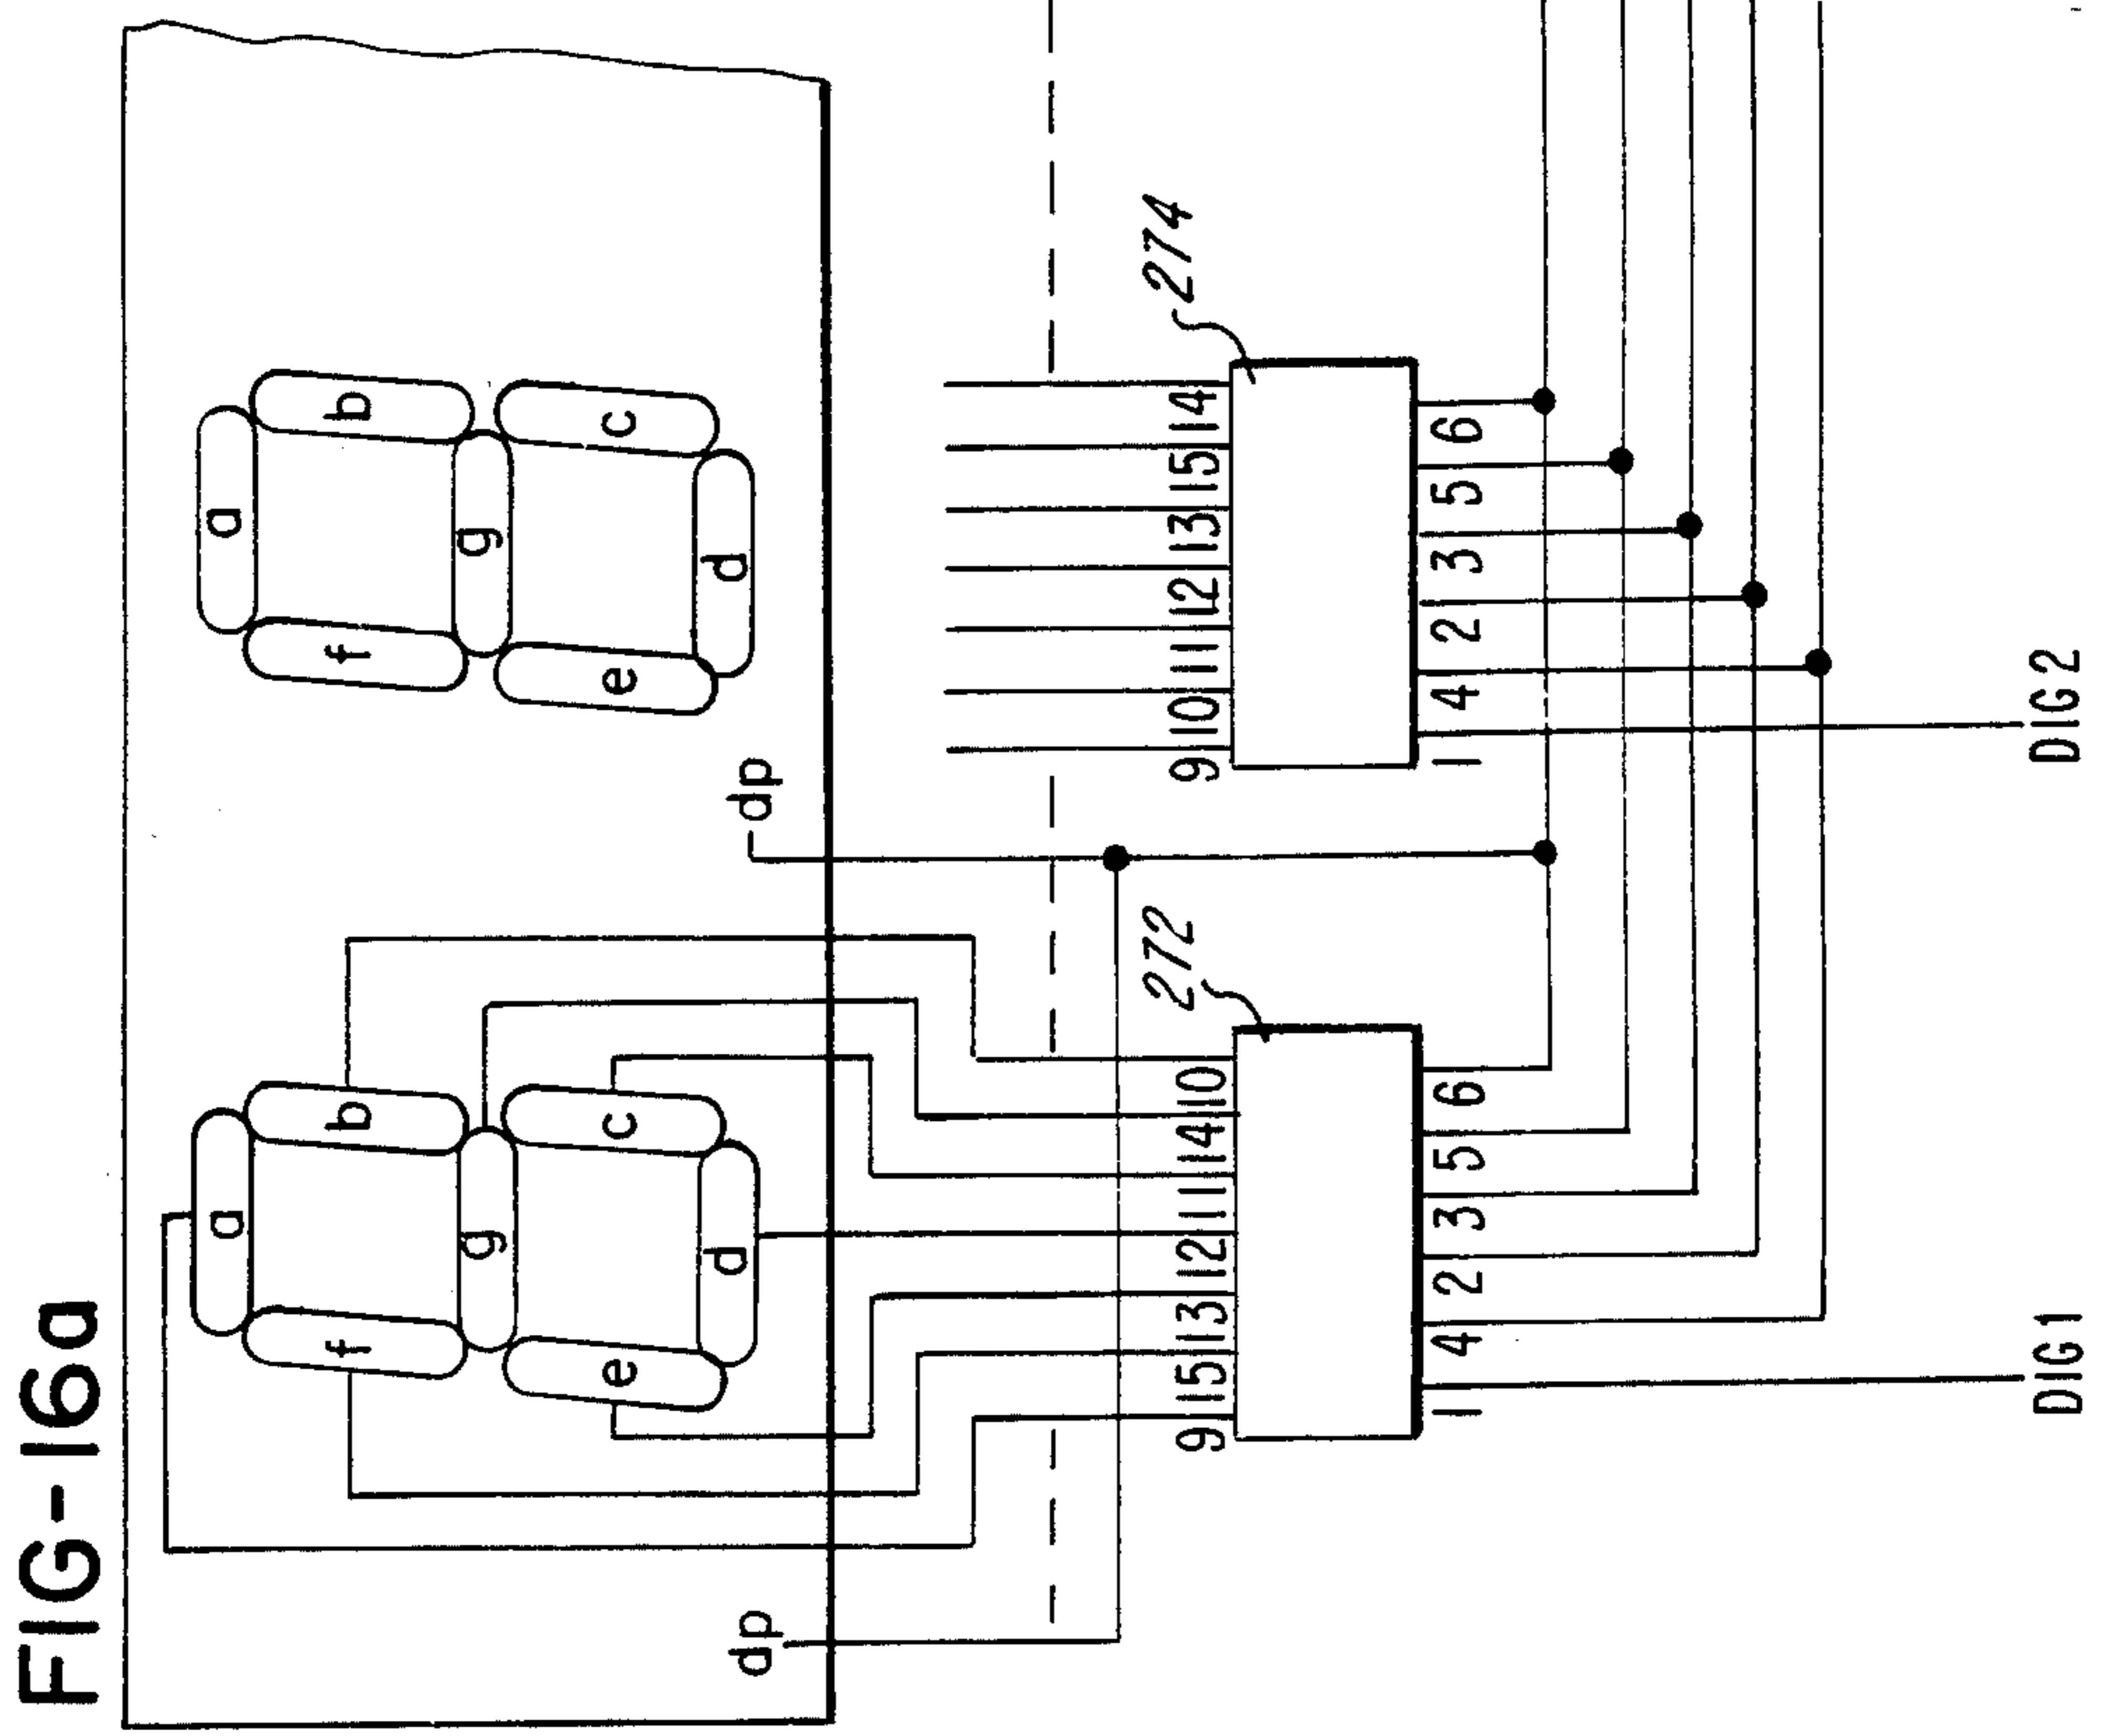 FIG-16a
a a
f b f b
g g
e c e c
d d
dp dp
272 274
9 15 13 12 11 14 10 9 10 11 12 13 15 14
1 4 2 3 5 6 1 4 2 3 5 6
DIG1 DIG2